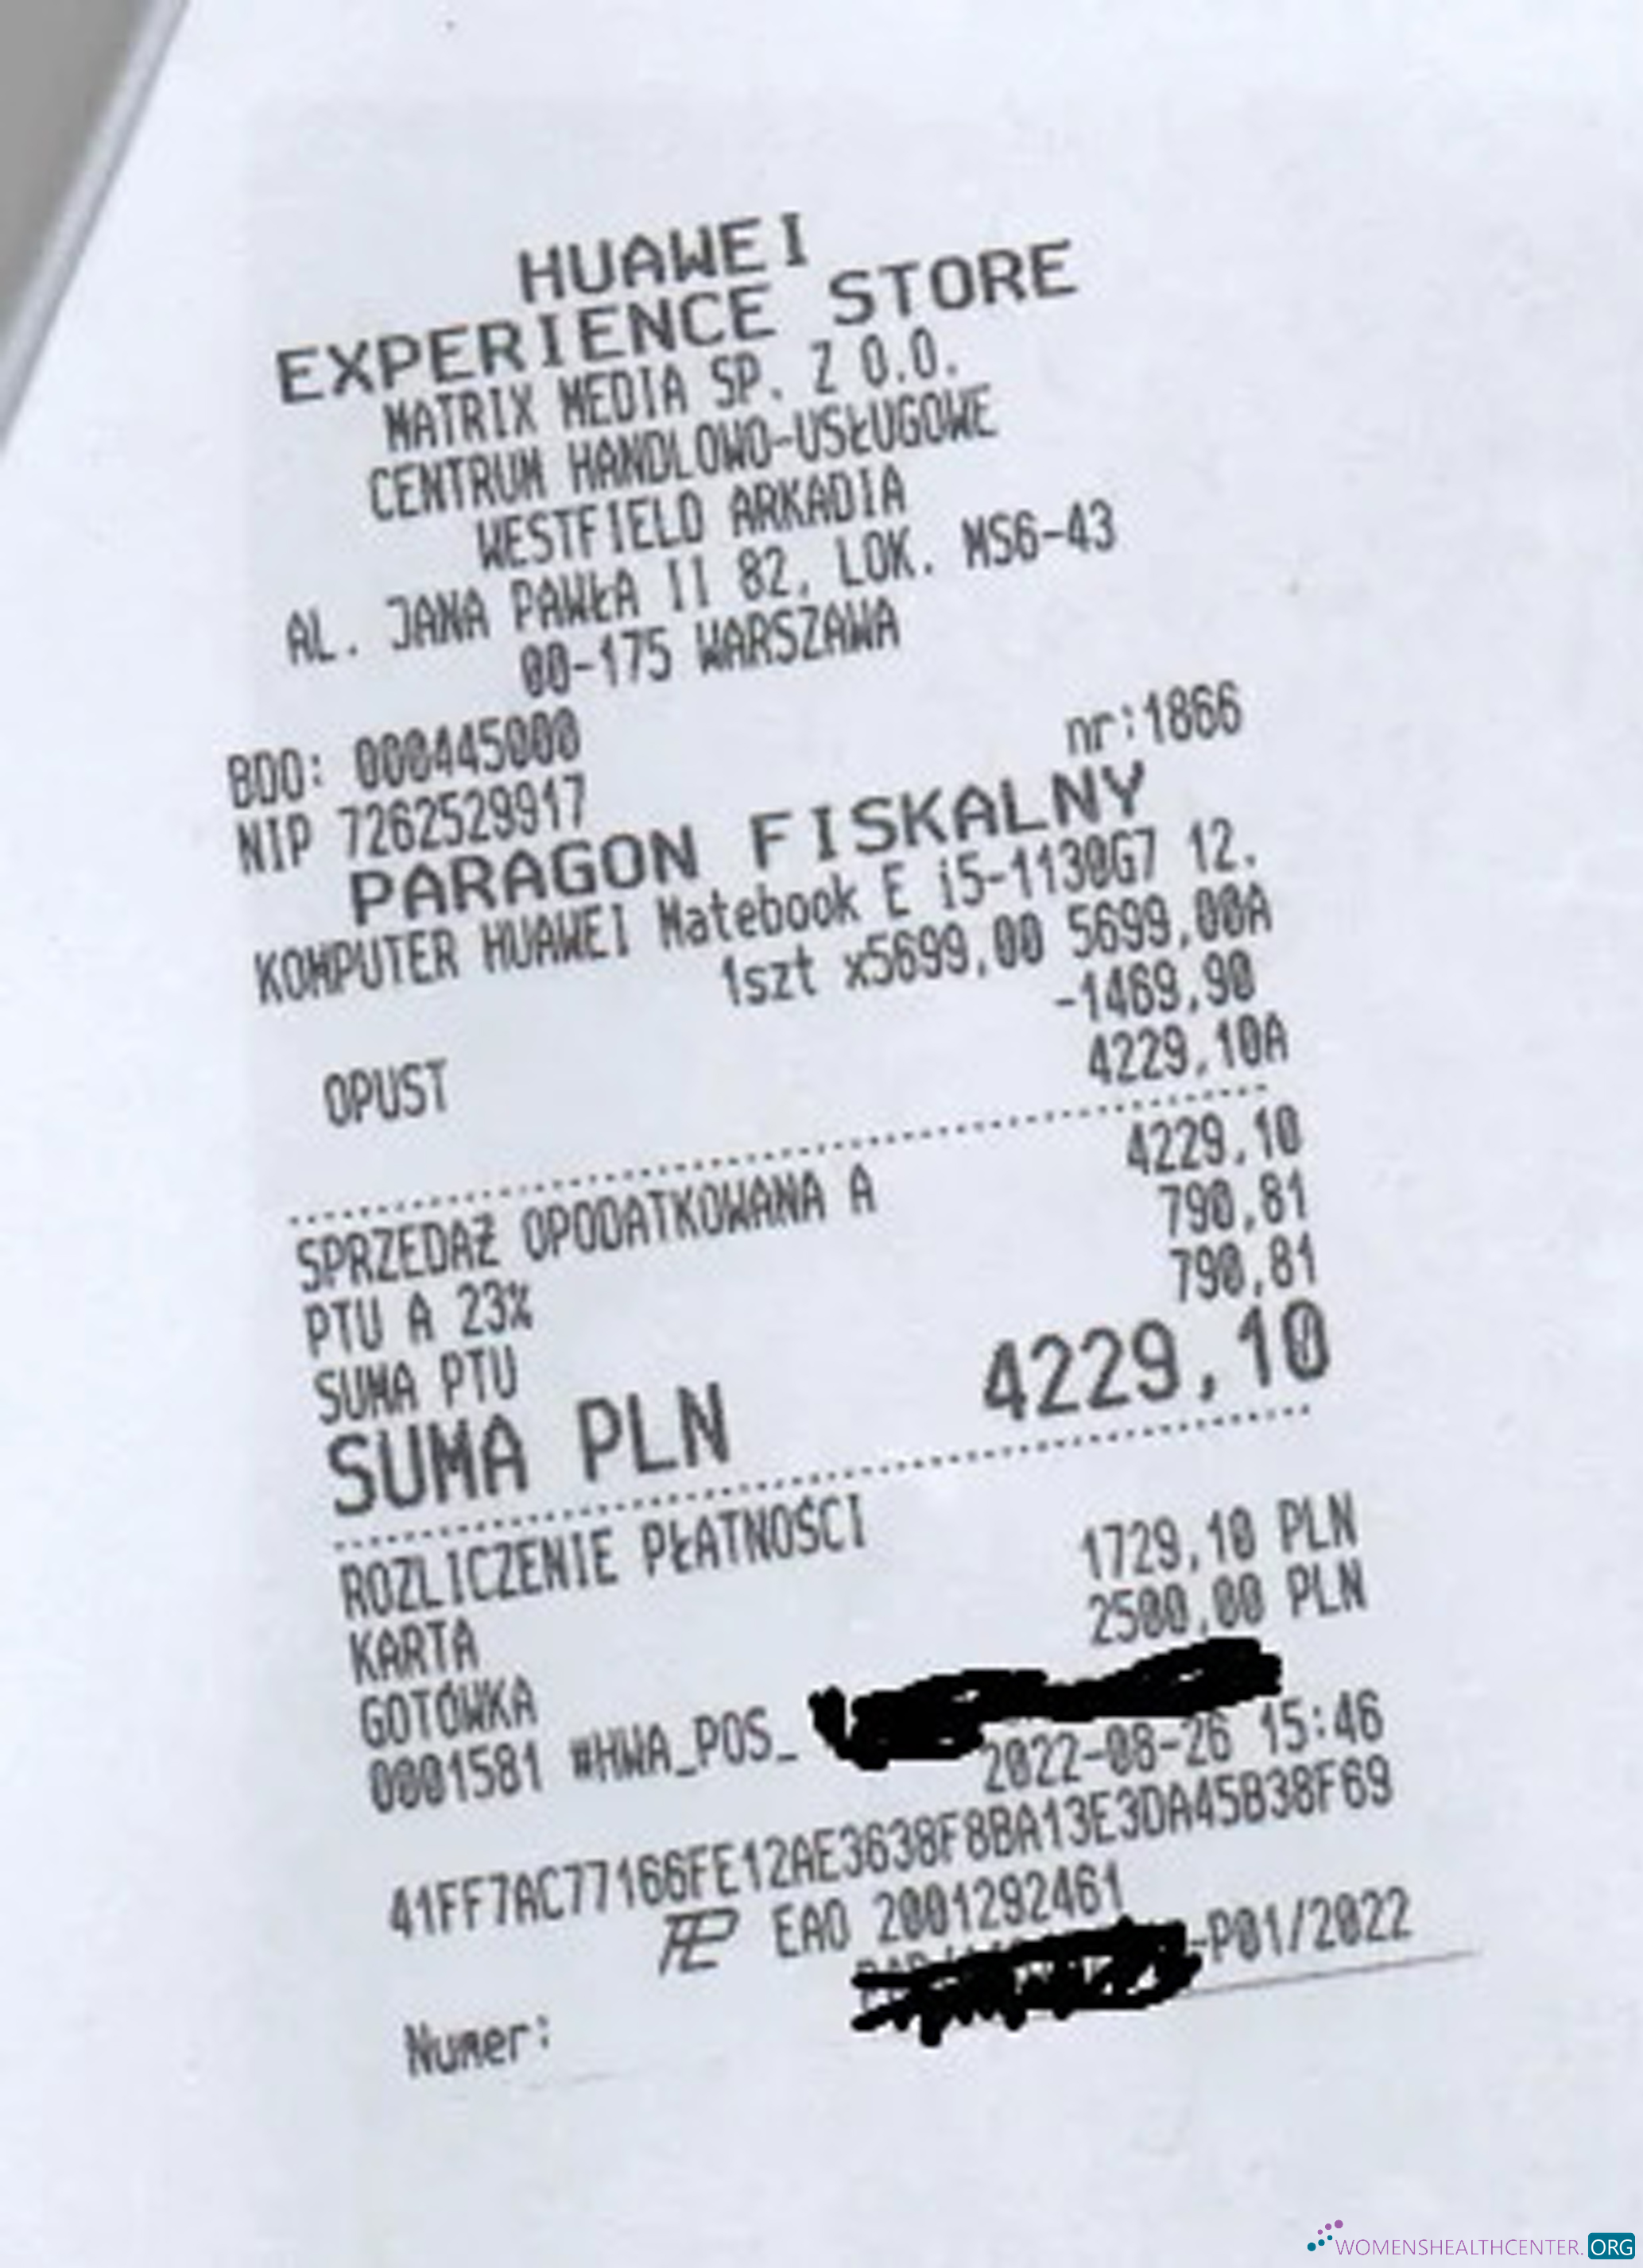 HUAWEI
EXPERIENCE STORE
MATRIX MEDIA SP. Z O.O.
CENTRUM HANDLOWO-USŁUGOWE
WESTFIELD ARKADIA
AL. JANA PAWŁA II 82, LOK. MS6-43
00-175 WARSZAWA
BDO: 000445000
NIP 7262529917 nr:1866
PARAGON FISKALNY
KOMPUTER HUAWEI Matebook E i5-1130G7 12.
1szt x5699,00 5699,00A
OPUST -1469,90
4229,10A
SPRZEDAŻ OPODATKOWANA A 4229,10
PTU A 23% 790,81
SUMA PTU 790,81
SUMA PLN 4229,10
ROZLICZENIE PŁATNOŚCI
KARTA 1729,10 PLN
GOTÓWKA 2500,00 PLN
0001581 #HWA_POS_
2022-08-26 15:46
41FF7AC77166FE12AE3638F8BA13E3DA45B38F69
EAO 2001292461
Numer: -P01/2022
WOMENSHEALTHCENTER.ORG